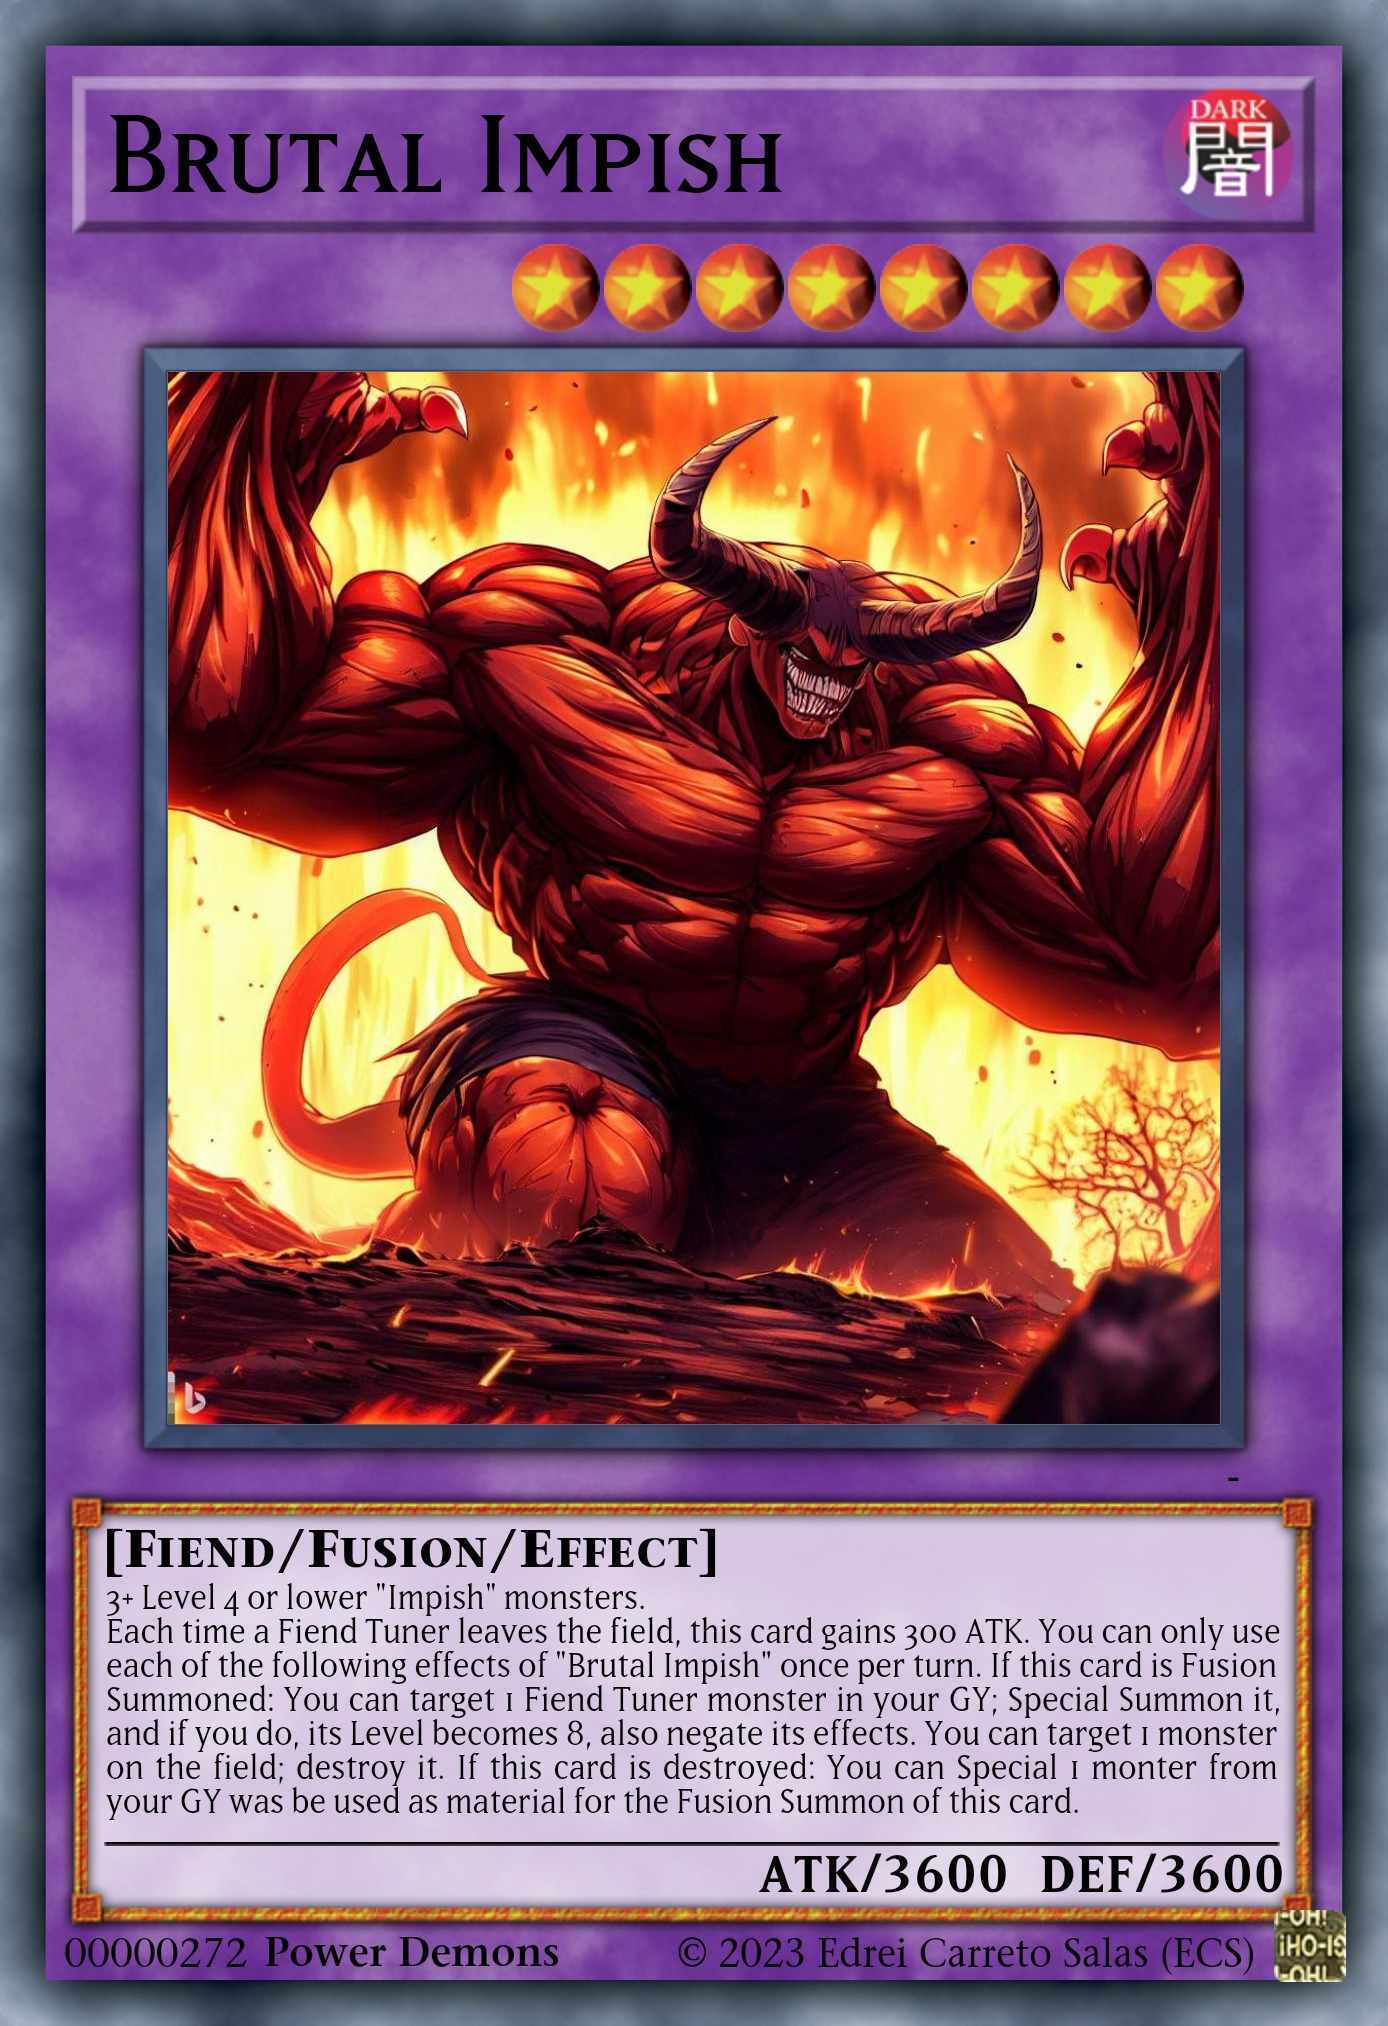 Brutal Impish
DARK
闇
-
[Fiend/Fusion/Effect]
3+ Level 4 or lower "Impish" monsters.
Each time a Fiend Tuner leaves the field, this card gains 300 ATK. You can only use
each of the following effects of "Brutal Impish" once per turn. If this card is Fusion
Summoned: You can target 1 Fiend Tuner monster in your GY; Special Summon it,
and if you do, its Level becomes 8, also negate its effects. You can target 1 monster
on the field; destroy it. If this card is destroyed: You can Special 1 monter from
your GY was be used as material for the Fusion Summon of this card.
ATK/3600 DEF/3600
00000272 Power Demons © 2023 Edrei Carreto Salas (ECS)